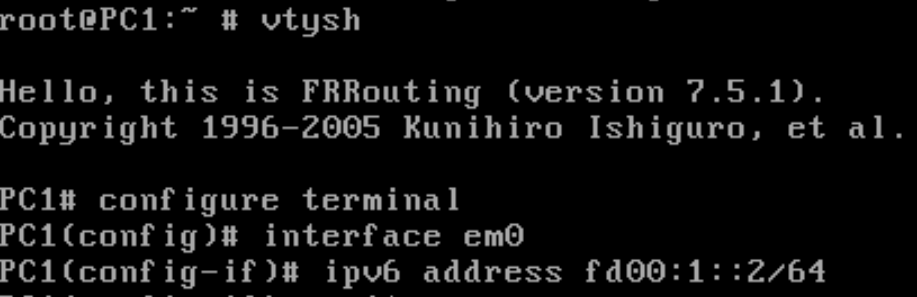 root@PC1:~ # vtysh
Hello, this is FRRouting (version 7.5.1).
Copyright 1996-2005 Kunihiro Ishiguro, et al.
PC1# configure terminal
PC1(config)# interface em0
PC1(config-if)# ipv6 address fd00:1::2/64